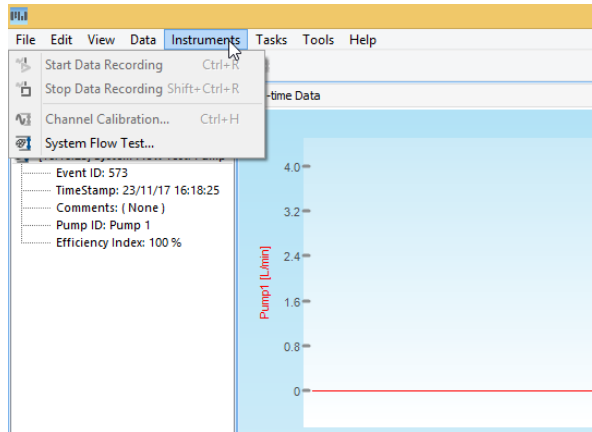 File Edit View Data Instruments Tasks Tools Help
Start Data Recording Ctrl+R
Stop Data Recording Shift+Ctrl+R
Channel Calibration... Ctrl+H
System Flow Test...
-time Data
Event ID: 573
TimeStamp: 23/11/17 16:18:25
Comments: ( None )
Pump ID: Pump 1
Efficiency Index: 100 %
Pump1 [L/min]
4.0
3.2
2.4
1.6
0.8
0